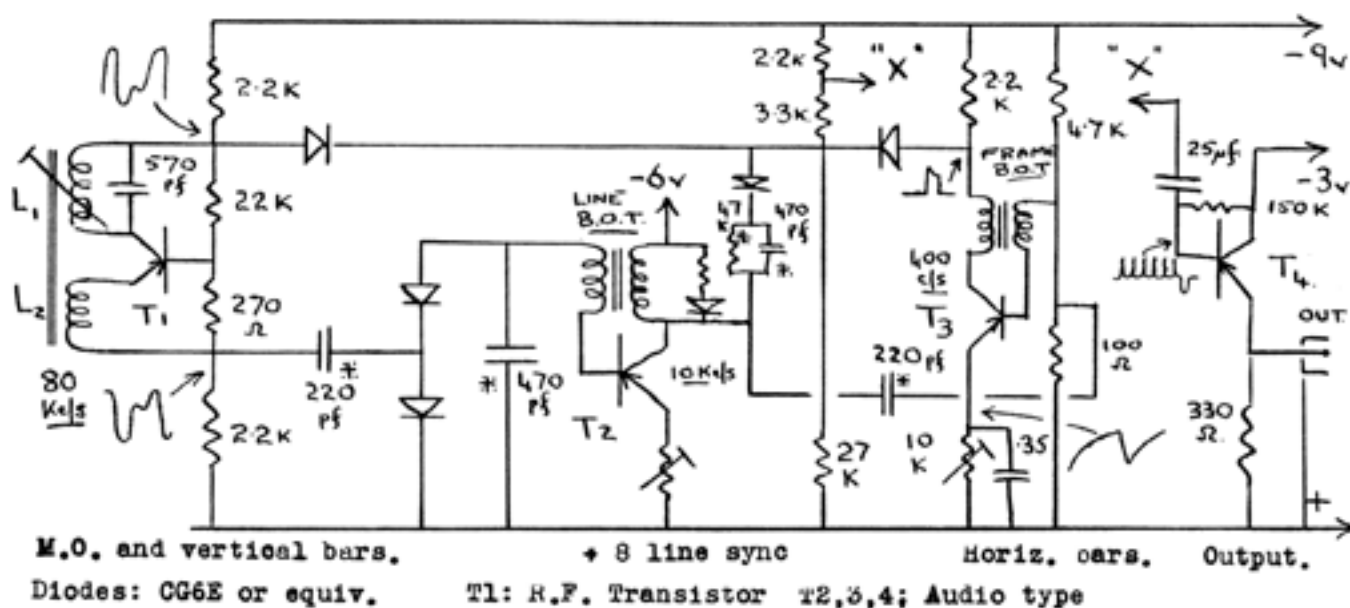 "X"
"X"
-9v
2·2K
2·2K
2·2
K
3·3K
4·7K
570
pf
25µf.
-3v
FRAME
B.O.T
-6v
LINE
B.O.T.
L1
22K
47
K
470
pf
*
*
150K
T4.
L2
T1
270
Ω
400
c/s
T3
OUT.
80
Kc/s
220
pf
*
*
470
pf
10Kc/s
T2
220pf
*
100
Ω
2·2K
27
K
10
K
·35
330
Ω.
+
M.O. and vertical bars.
+ 8 line sync
Horiz. bars.
Output.
Diodes: CG6E or equiv.
T1: R.F. Transistor
T2,3,4; Audio type